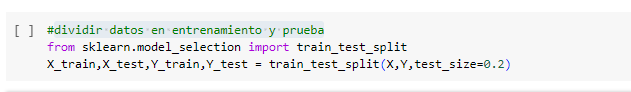 [ ] #dividir datos en entrenamiento y prueba
from sklearn.model_selection import train_test_split
X_train,X_test,Y_train,Y_test = train_test_split(X,Y,test_size=0.2)